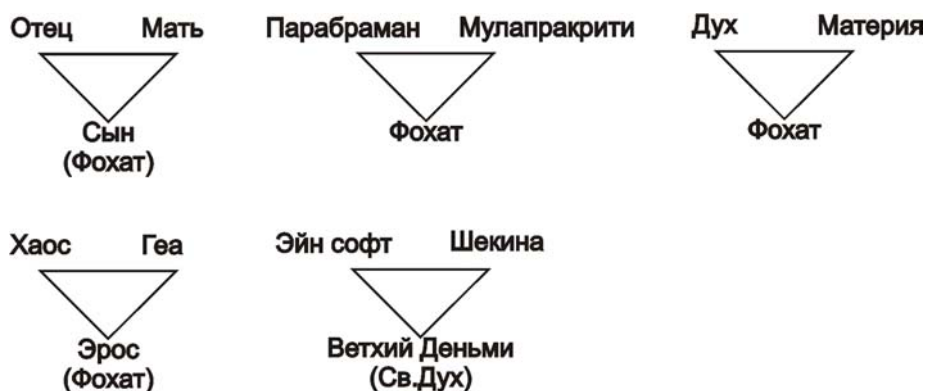 Отец Мать Парабраман Мулапракрити Дух Материя
Сын
(Фохат)
Фохат
Фохат
Хаос Геа Эйн софт Шекина
Эрос
(Фохат)
Ветхий Деньми
(Св.Дух)